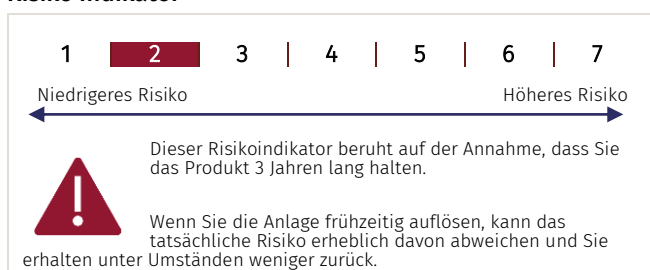 1 2 3 4 5 6 7
Niedrigeres Risiko Höheres Risiko
Dieser Risikoindikator beruht auf der Annahme, dass Sie
das Produkt 3 Jahren lang halten.
Wenn Sie die Anlage frühzeitig auflösen, kann das
tatsächliche Risiko erheblich davon abweichen und Sie
erhalten unter Umständen weniger zurück.